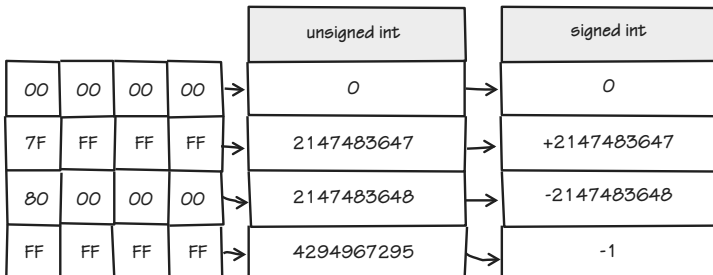 unsigned int signed int
00 00 00 00 0 0
7F FF FF FF 2147483647 +2147483647
80 00 00 00 2147483648 -2147483648
FF FF FF FF 4294967295 -1